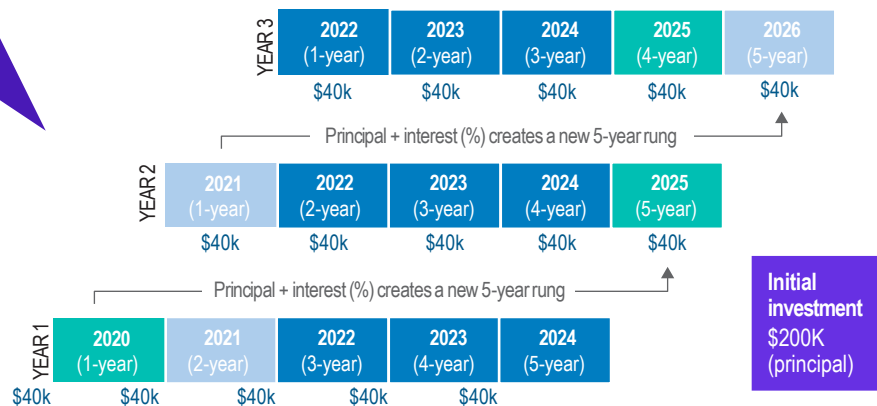 YEAR 3
2022 2023 2024 2025 2026
(1-year) (2-year) (3-year) (4-year) (5-year)
$40k $40k $40k $40k $40k
Principal + interest (%) creates a new 5-year rung
YEAR 2
2021 2022 2023 2024 2025
(1-year) (2-year) (3-year) (4-year) (5-year)
$40k $40k $40k $40k $40k
Principal + interest (%) creates a new 5-year rung
YEAR 1
2020 2021 2022 2023 2024
(1-year) (2-year) (3-year) (4-year) (5-year)
$40k $40k $40k $40k $40k
Initial
investment
$200K
(principal)